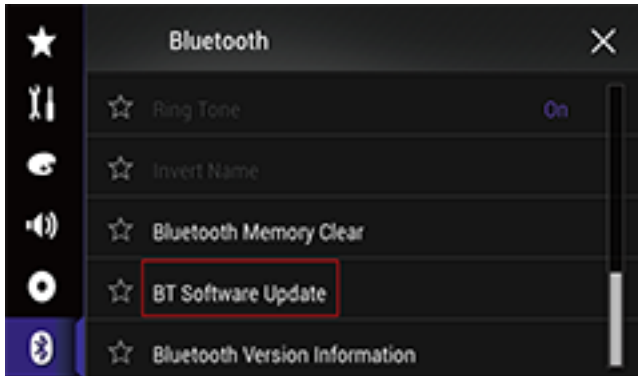 Bluetooth
Ring Tone On
Invert Name
Bluetooth Memory Clear
BT Software Update
Bluetooth Version Information